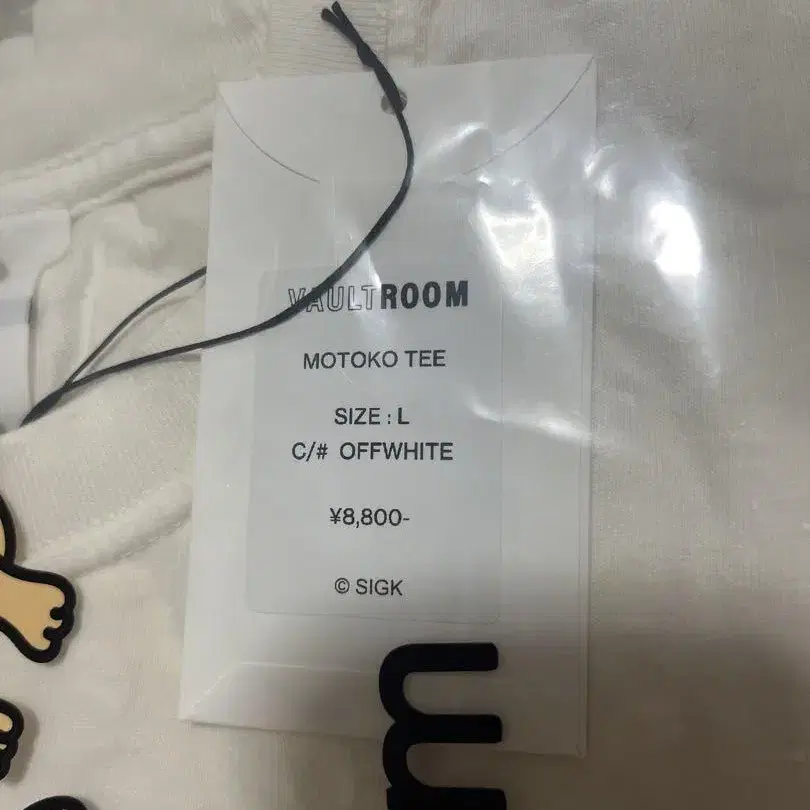 VAULTROOM
MOTOKO TEE
SIZE : L
C/# OFFWHITE
¥8,800-
© SIGK